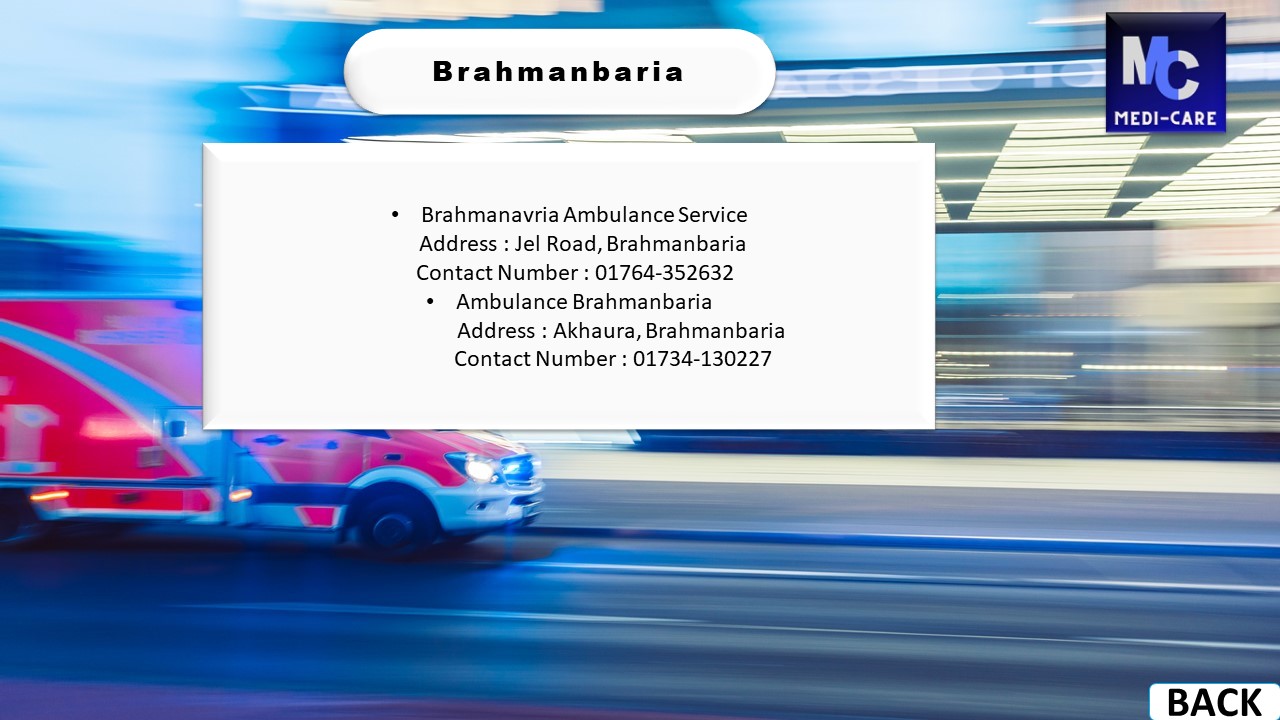 Brahmanbaria
MC
MEDI-CARE
• Brahmanavria Ambulance Service
Address : Jel Road, Brahmanbaria
Contact Number : 01764-352632
• Ambulance Brahmanbaria
Address : Akhaura, Brahmanbaria
Contact Number : 01734-130227
BACK